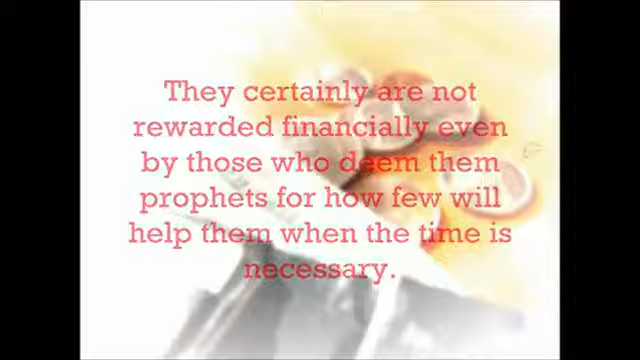 They certainly are not
rewarded financially even
by those who deem them
prophets for how few will
help them when the time is
necessary.